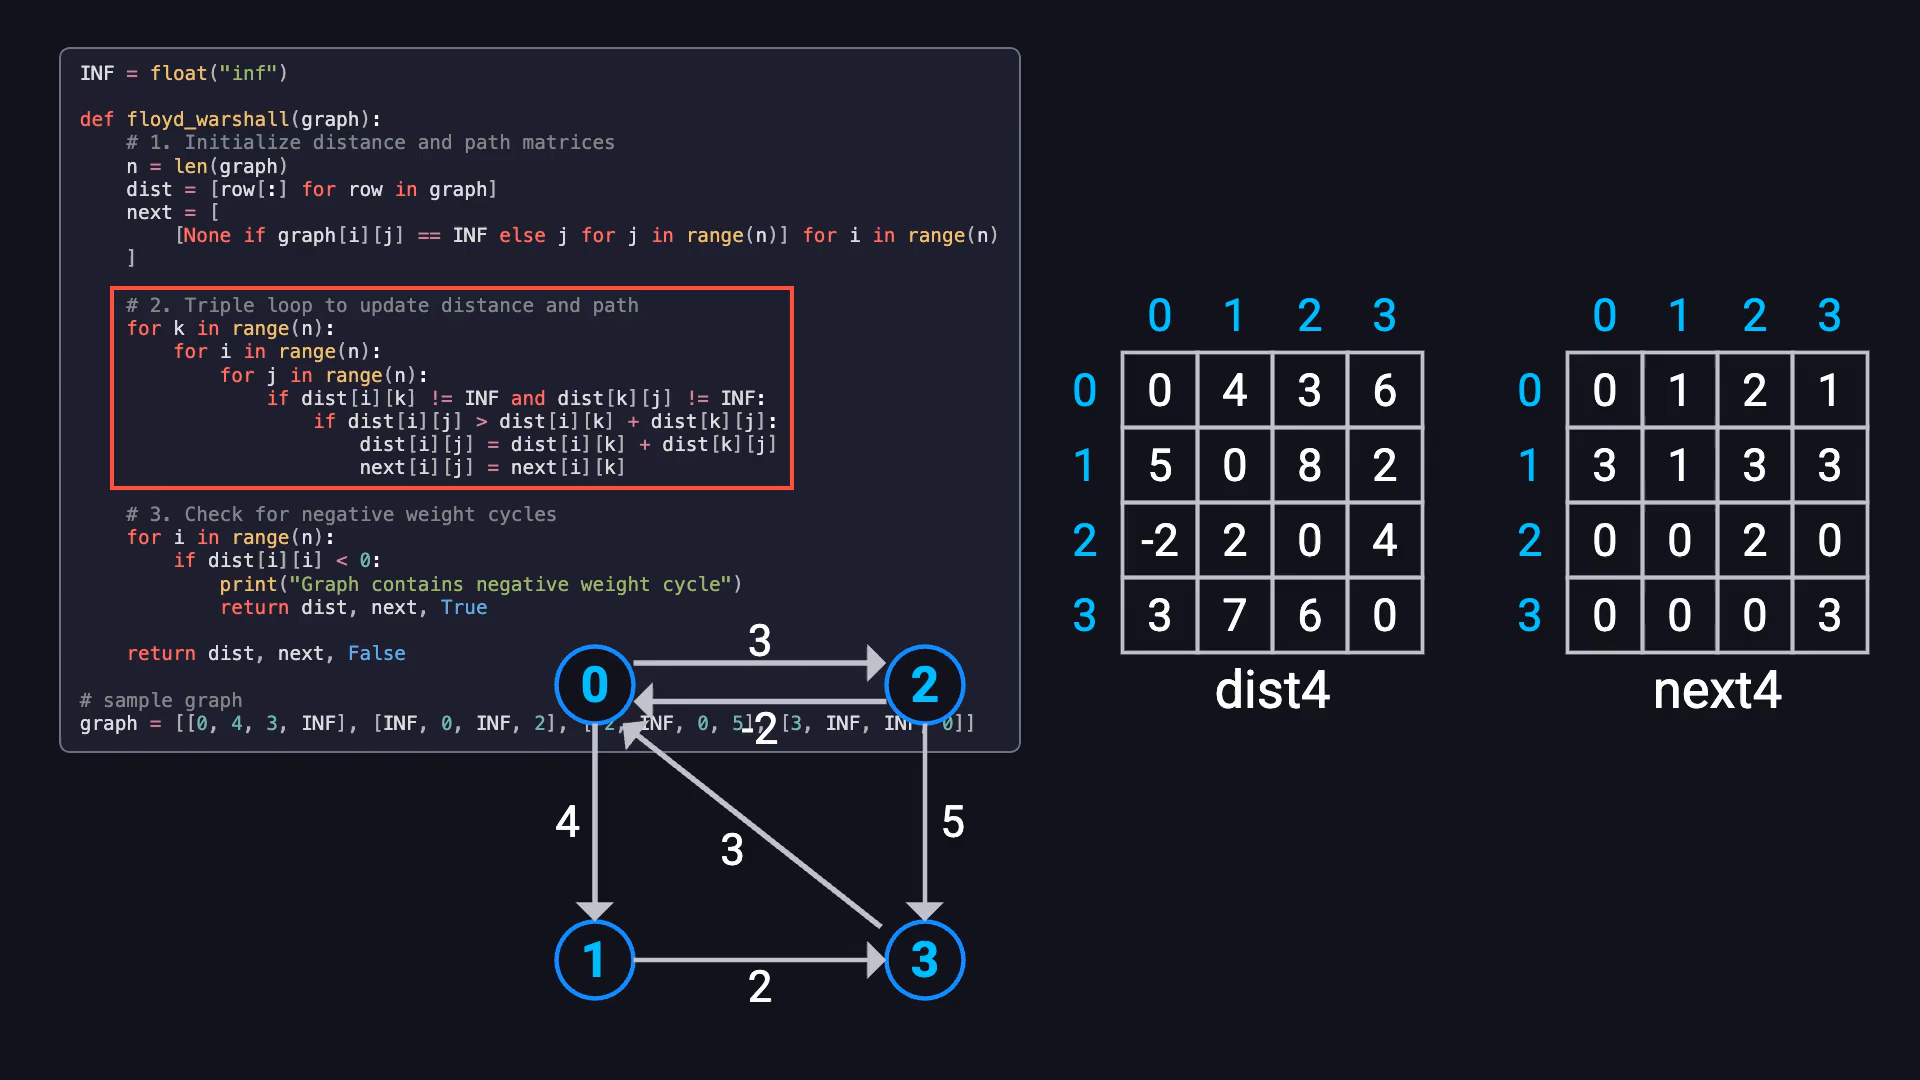 INF = float("inf")
def floyd_warshall(graph):
# 1. Initialize distance and path matrices
n = len(graph)
dist = [row[:] for row in graph]
next = [
[None if graph[i][j] == INF else j for j in range(n)] for i in range(n)
]
# 2. Triple loop to update distance and path
for k in range(n):
for i in range(n):
for j in range(n):
if dist[i][k] != INF and dist[k][j] != INF:
if dist[i][j] > dist[i][k] + dist[k][j]:
dist[i][j] = dist[i][k] + dist[k][j]
next[i][j] = next[i][k]
# 3. Check for negative weight cycles
for i in range(n):
if dist[i][i] < 0:
print("Graph contains negative weight cycle")
return dist, next, True
return dist, next, False
# sample graph
graph = [[0, 4, 3, INF], [INF, 0, INF, 2], [ 2, INF, 0, 5], [3, INF, INF, 0]]
0 3 2
-2
4 3 5
1 2 3
0 1 2 3
0 0 4 3 6
1 5 0 8 2
2 -2 2 0 4
3 3 7 6 0
dist4
0 1 2 3
0 0 1 2 1
1 3 1 3 3
2 0 0 2 0
3 0 0 0 3
next4